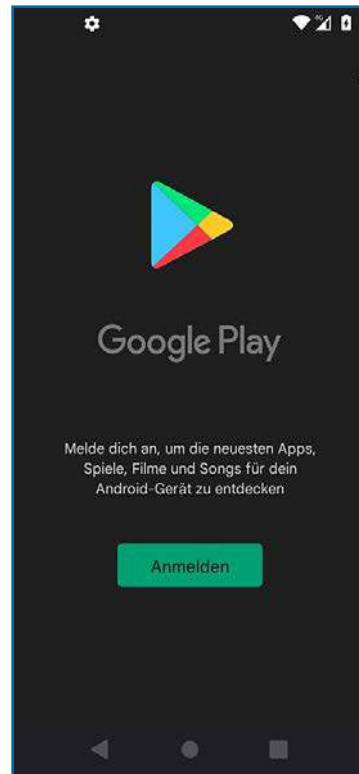 Google Play
Melde dich an, um die neuesten Apps,
Spiele, Filme und Songs für dein
Android-Gerät zu entdecken
Anmelden